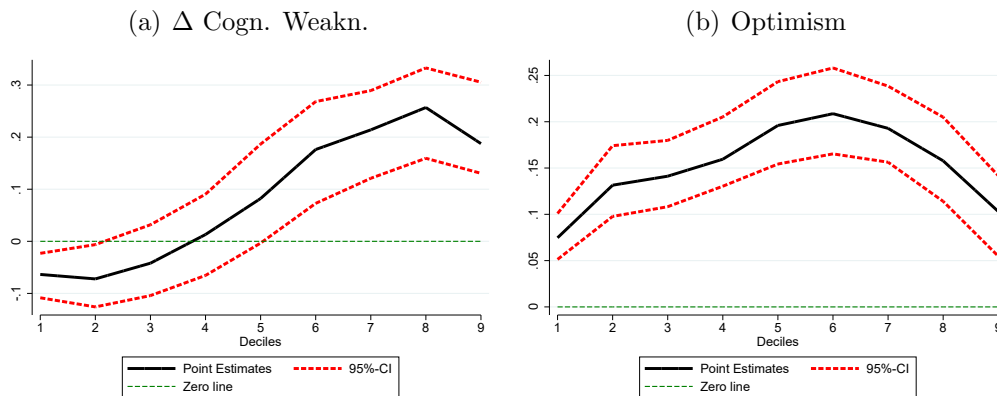 (a) Δ Cogn. Weakn.
.3
.2
.1
0
-.1
1 2 3 4 5 6 7 8 9
Deciles
Point Estimates 95%-CI
Zero line
(b) Optimism
.25
.2
.15
.1
.05
0
1 2 3 4 5 6 7 8 9
Deciles
Point Estimates 95%-CI
Zero line